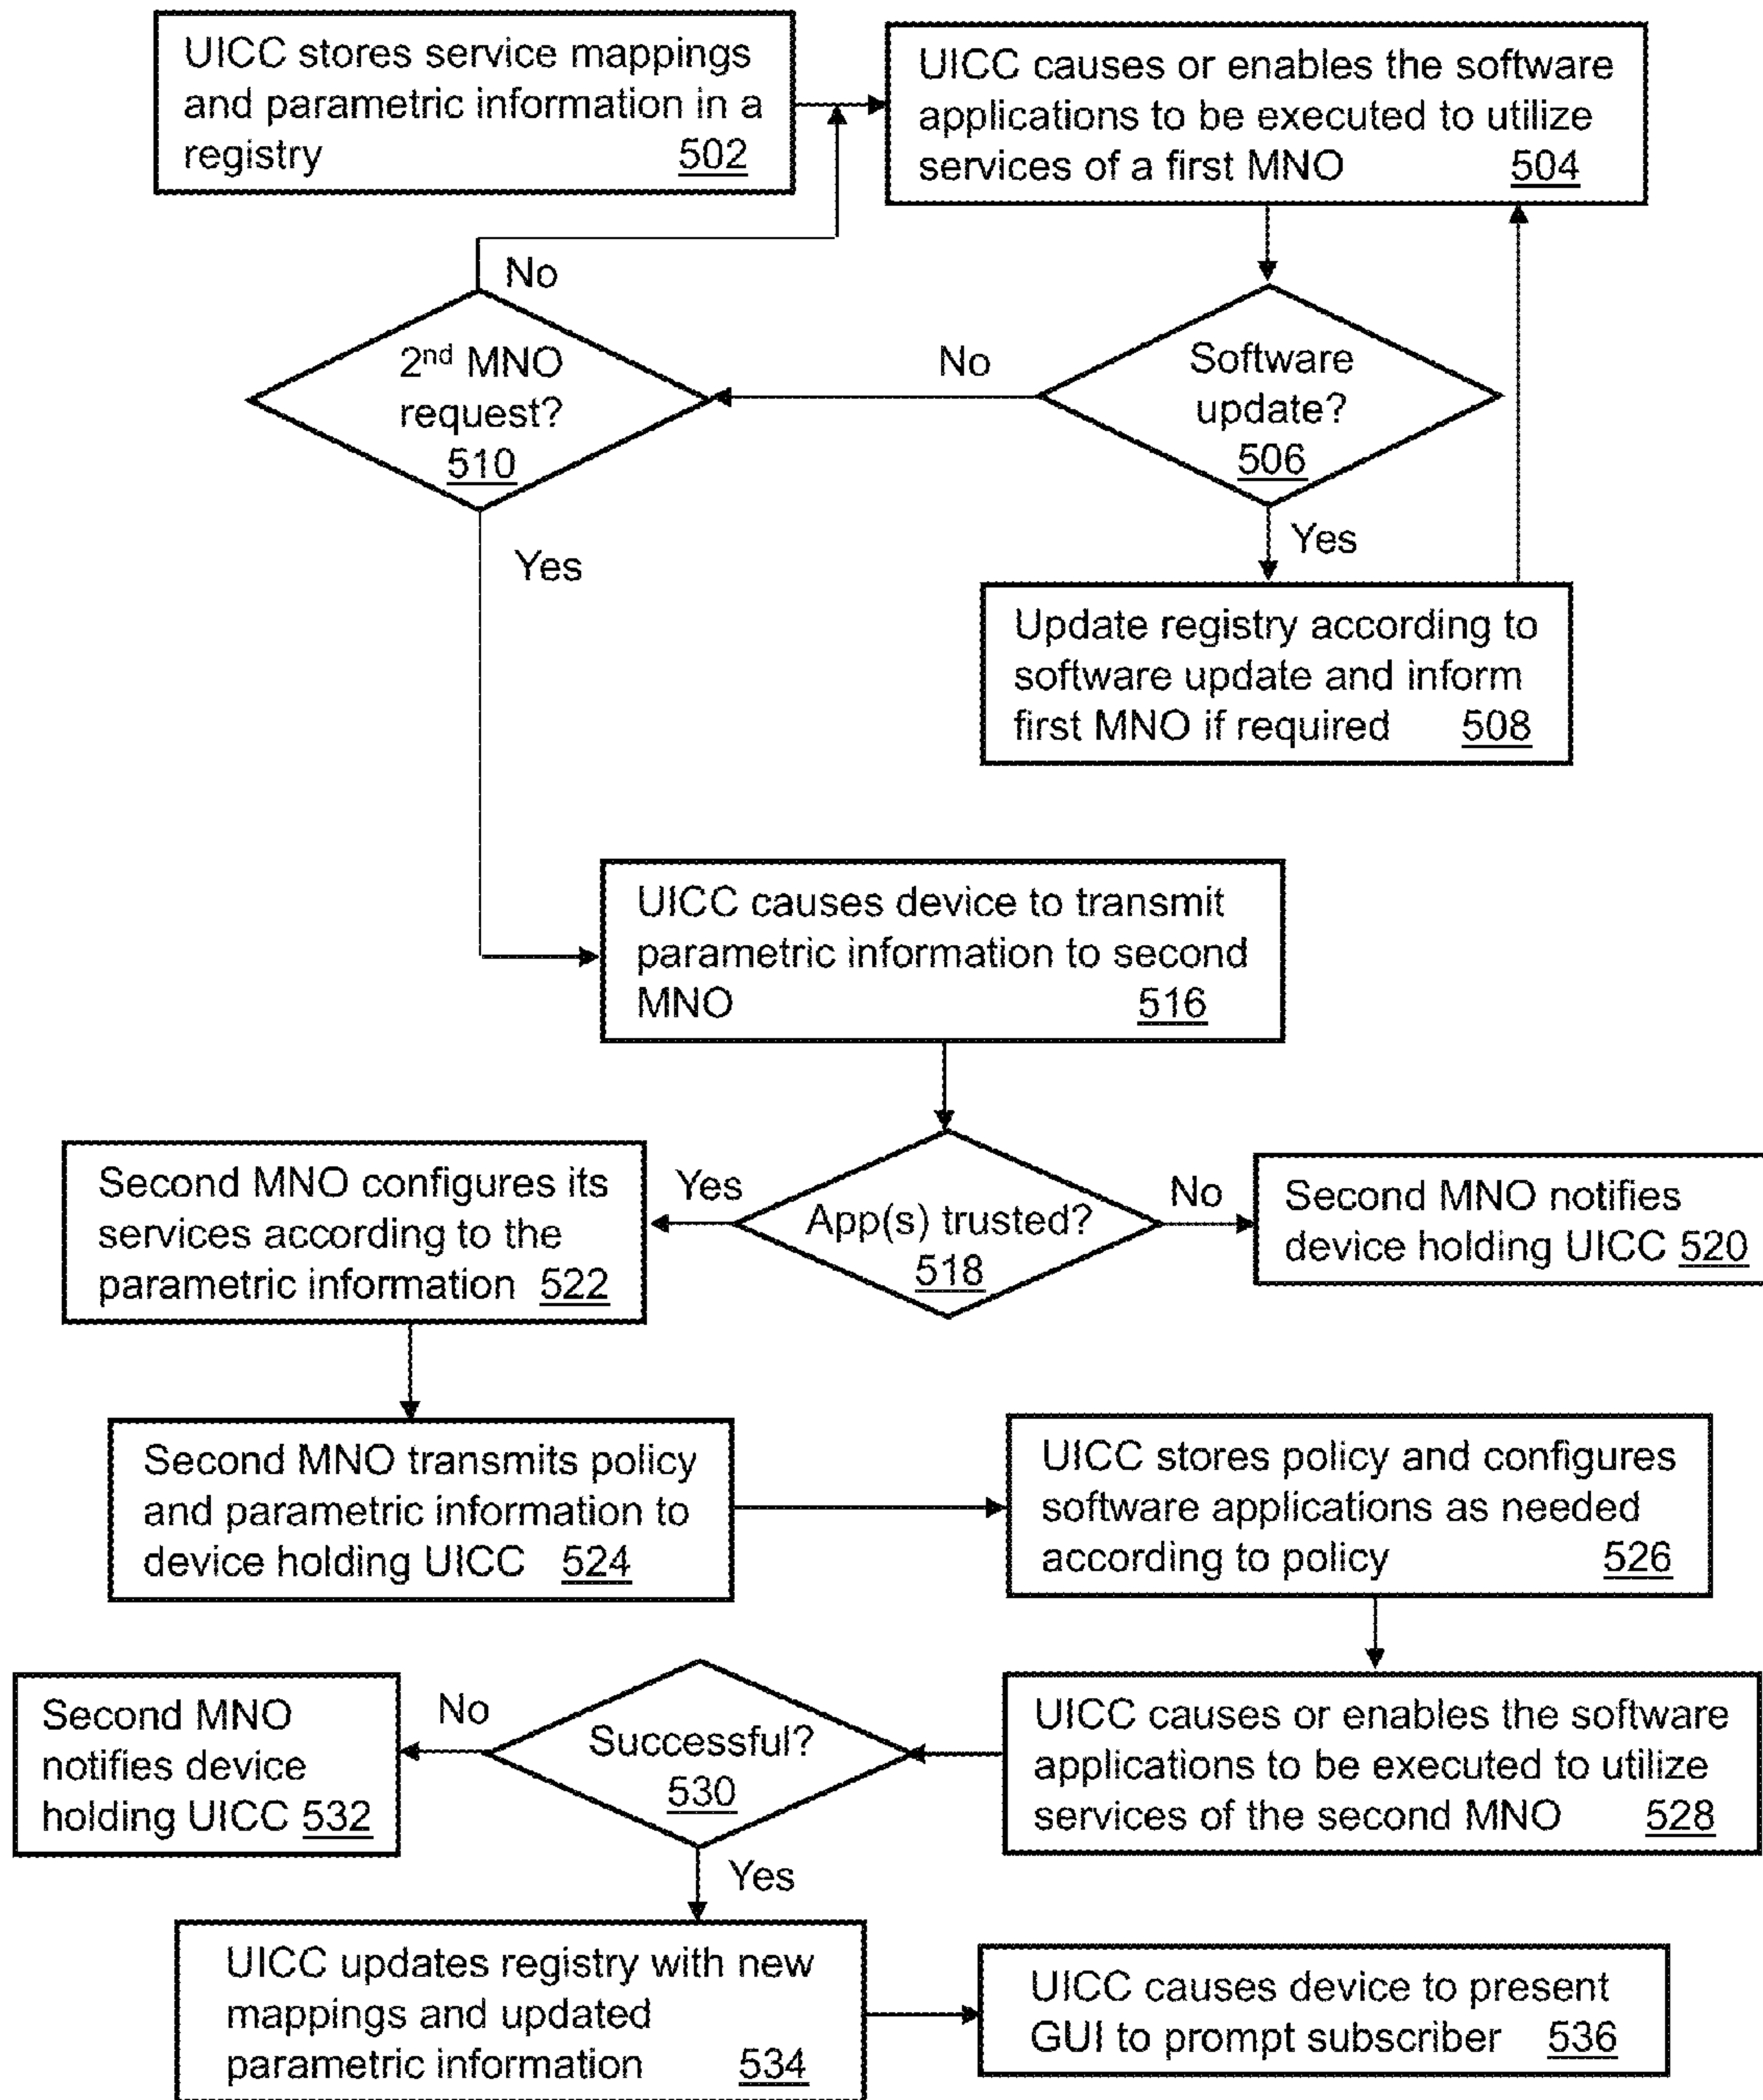 UICC stores service mappings
and parametric information in a
registry 502
UICC causes or enables the software
applications to be executed to utilize
services of a first MNO 504
No
2nd MNO
request?
510
No
Software
update?
506
Yes
Yes
Update registry according to
software update and inform
first MNO if required 508
UICC causes device to transmit
parametric information to second
MNO 516
Second MNO configures its
services according to the
parametric information 522
Yes
App(s) trusted?
518
No
Second MNO notifies
device holding UICC 520
Second MNO transmits policy
and parametric information to
device holding UICC 524
UICC stores policy and configures
software applications as needed
according to policy 526
Second MNO
notifies device
holding UICC 532
No
Successful?
530
UICC causes or enables the software
applications to be executed to utilize
services of the second MNO 528
Yes
UICC updates registry with new
mappings and updated
parametric information 534
UICC causes device to present
GUI to prompt subscriber 536